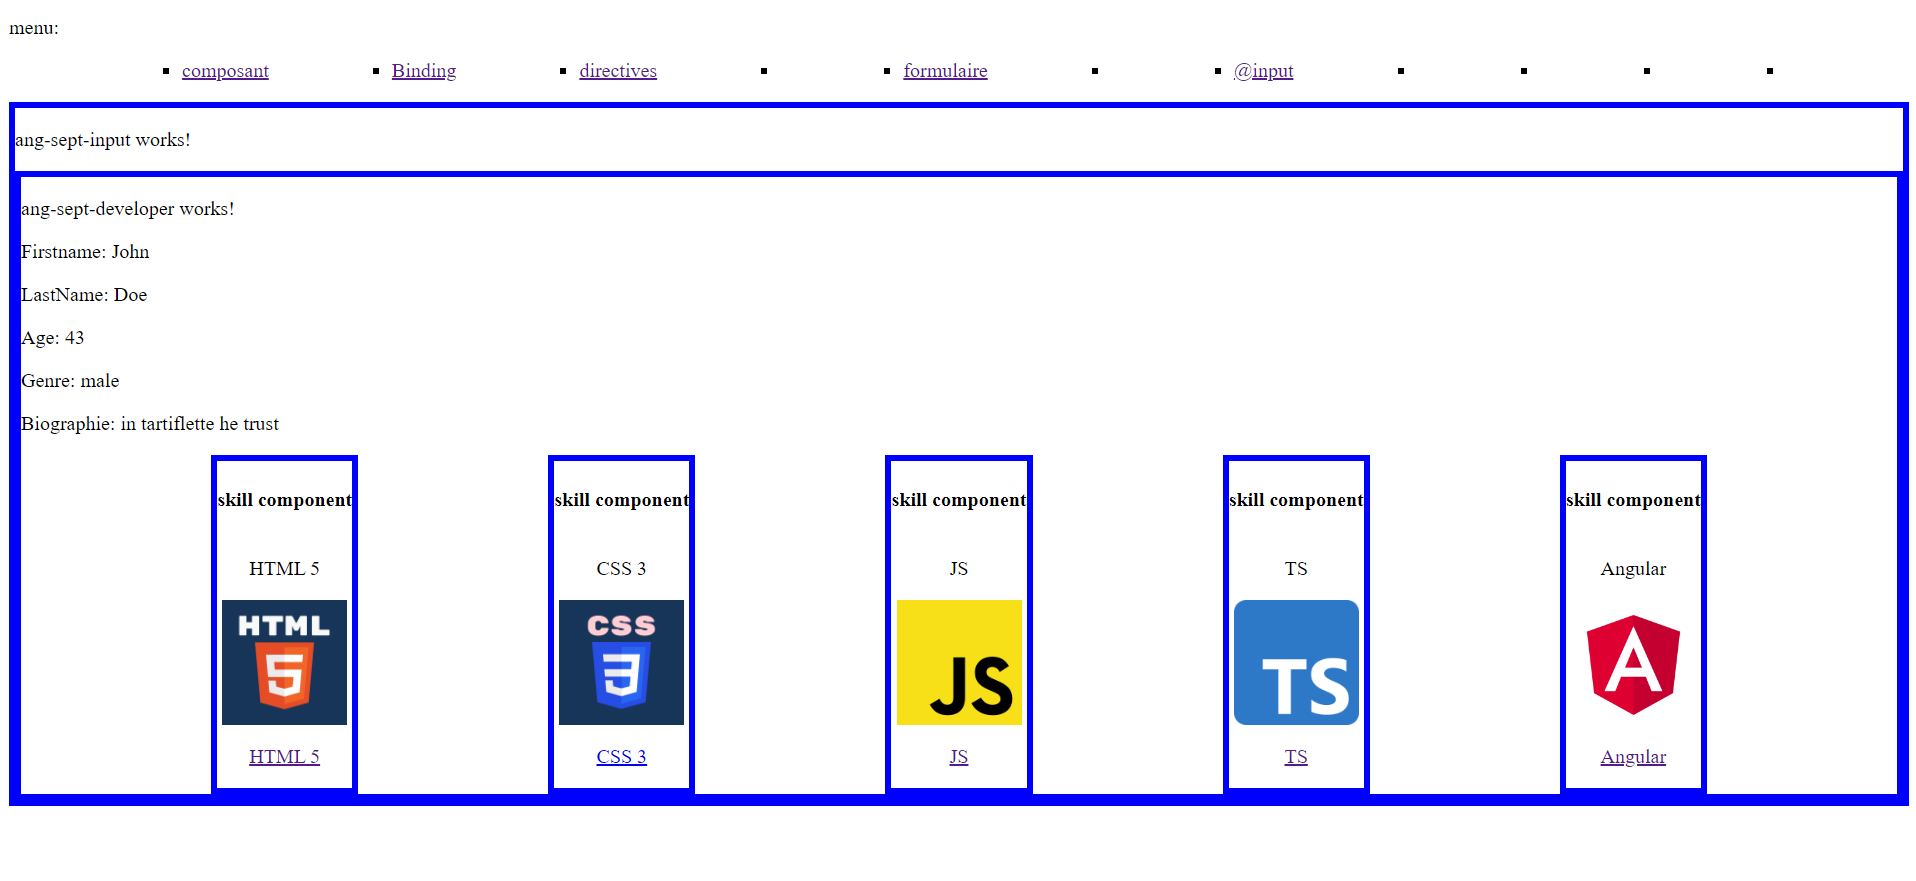 menu:
composant Binding directives formulaire @input
ang-sept-input works!
ang-sept-developer works!
Firstname: John
LastName: Doe
Age: 43
Genre: male
Biographie: in tartiflette he trust
skill component skill component skill component skill component skill component
HTML 5 CSS 3 JS TS Angular
HTML CSS
5 3 JS TS A
HTML 5 CSS 3 JS TS Angular